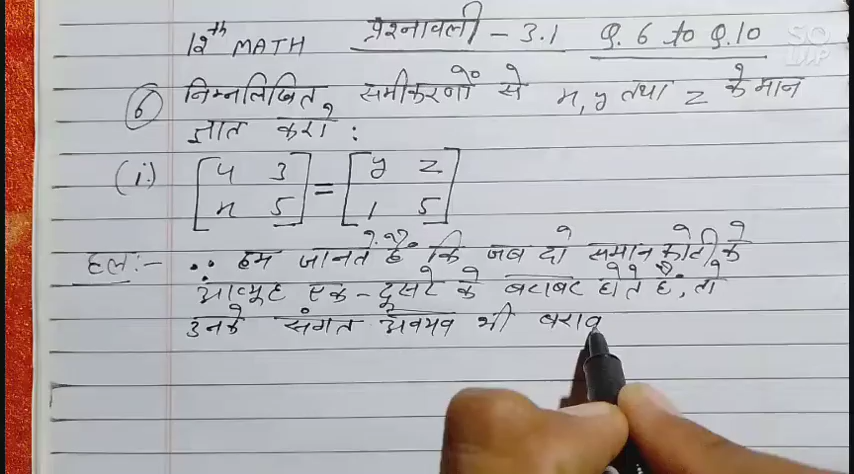 12th MATH प्रश्नावली - 3.1 Q. 6 to Q.10
⑥ निम्नलिखित समीकरणों से x, y तथा z के मान
ज्ञात करो :
(i.) [4 3] = [y z]
[x 5] [1 5]
हल:- ∵ हम जानते हैं कि जब दो समान कोटी के
आव्यूह एक - दूसरे के बराबर होते हैं, तो
उनके संगत अवयव भी बराब